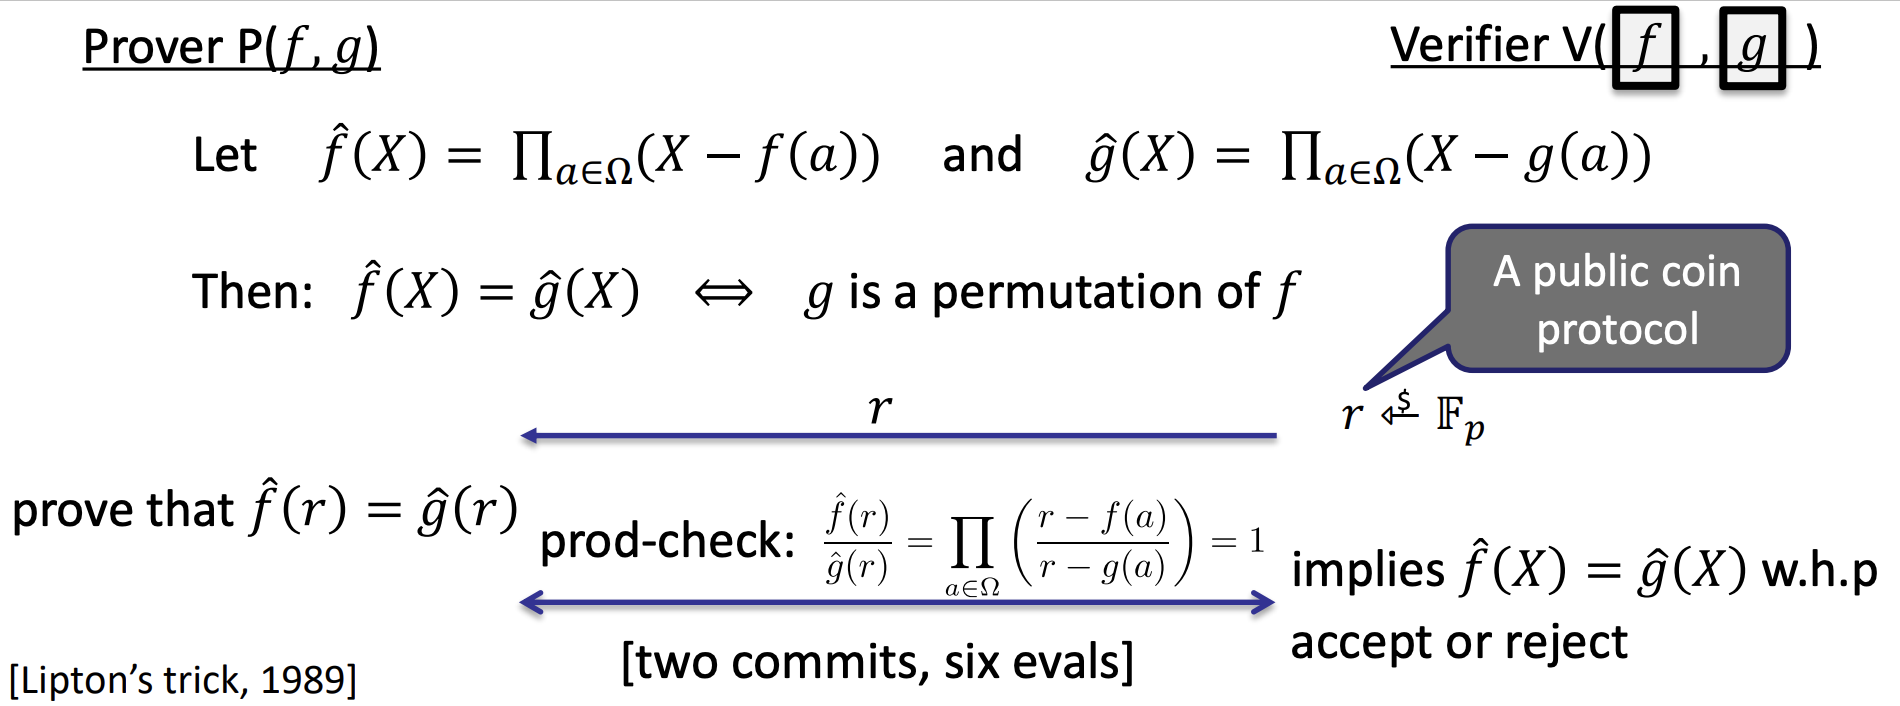 Prover P(f, g)
Verifier V( f , g )
Let f̂(X) = ∏_{a∈Ω}(X − f(a)) and ĝ(X) = ∏_{a∈Ω}(X − g(a))
Then: f̂(X) = ĝ(X) ⟺ g is a permutation of f
A public coin
protocol
r
r ←$ 𝔽_p
prove that f̂(r) = ĝ(r)
prod-check: f̂(r)/ĝ(r) = ∏_{a∈Ω} ( (r − f(a))/(r − g(a)) ) = 1
implies f̂(X) = ĝ(X) w.h.p
accept or reject
[two commits, six evals]
[Lipton’s trick, 1989]